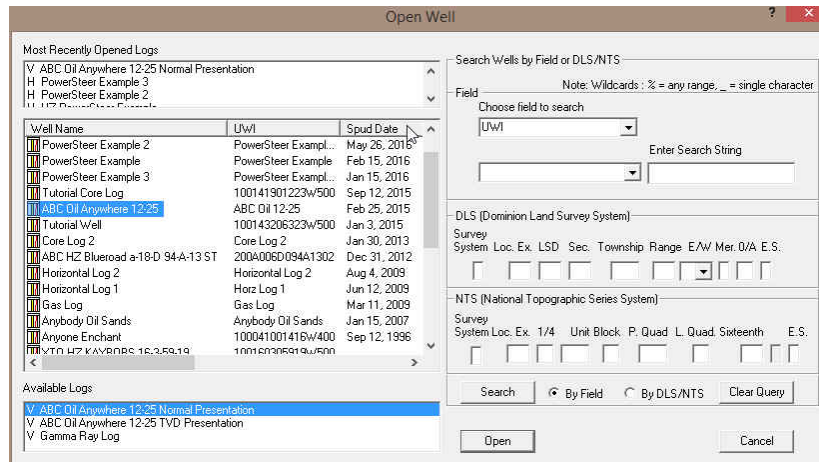 Open Well
?
×
Most Recently Opened Logs
V ABC Oil Anywhere 12-25 Normal Presentation
H PowerSteer Example 3
H PowerSteer Example 2
Well Name UWI Spud Date
PowerSteer Example 2 PowerSteer Exampl... May 26, 2016
PowerSteer Example PowerSteer Example Feb 15, 2016
PowerSteer Example 3 PowerSteer Exampl... Jan 15, 2016
Tutorial Core Log 100141901223W500 Sep 12, 2015
ABC Oil Anywhere 12-25 ABC Oil 12-25 Feb 25, 2015
Tutorial Well 100143206323W500 Jan 3, 2015
Core Log 2 Core Log 2 Jan 30, 2013
ABC HZ Blueroad a-18-D 94-A-13 ST 200A006D094A1302 Dec 31, 2012
Horizontal Log 2 Horizontal Log 2 Aug 4, 2009
Horizontal Log 1 Horz Log 1 Jun 12, 2009
Gas Log Gas Log Mar 11, 2009
Anybody Oil Sands Anybody Oil Sands Jan 15, 2007
Anyone Enchant 100041001416W400 Sep 12, 1996
XTO HZ KAYBOBS 16-3-59-19 100160305919W500
Available Logs
V ABC Oil Anywhere 12-25 Normal Presentation
V ABC Oil Anywhere 12-25 TVD Presentation
V Gamma Ray Log
Search Wells by Field or DLS/NTS
Note: Wildcards : % = any range, _ = single character
Field
Choose field to search
UWI
Enter Search String
DLS (Dominion Land Survey System)
Survey
System Loc. Ex. LSD Sec. Township Range E/W Mer. 0/A E.S.
NTS (National Topographic Series System)
Survey
System Loc. Ex. 1/4 Unit Block P. Quad L. Quad. Sixteenth E.S.
Search By Field By DLS/NTS Clear Query
Open Cancel